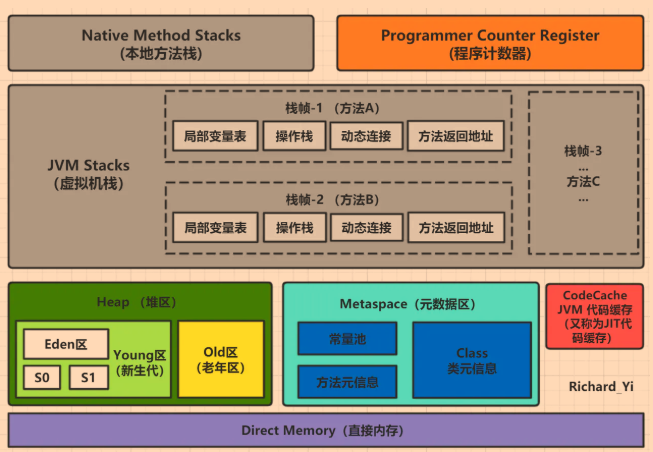 Native Method Stacks
(本地方法栈)
Programmer Counter Register
(程序计数器)
JVM Stacks
(虚拟机栈)
栈帧-1 （方法A）
局部变量表
操作栈
动态连接
方法返回地址
栈帧-2 （方法B）
局部变量表
操作栈
动态连接
方法返回地址
栈帧-3
...
方法C
...
Heap （堆区）
Eden区
S0
S1
Young区
(新生代)
Old区
(老年区)
Metaspace（元数据区）
常量池
方法元信息
Class
类元信息
CodeCache
JVM 代码缓存
（又称为JIT代
码缓存）
Richard_Yi
Direct Memory（直接内存）